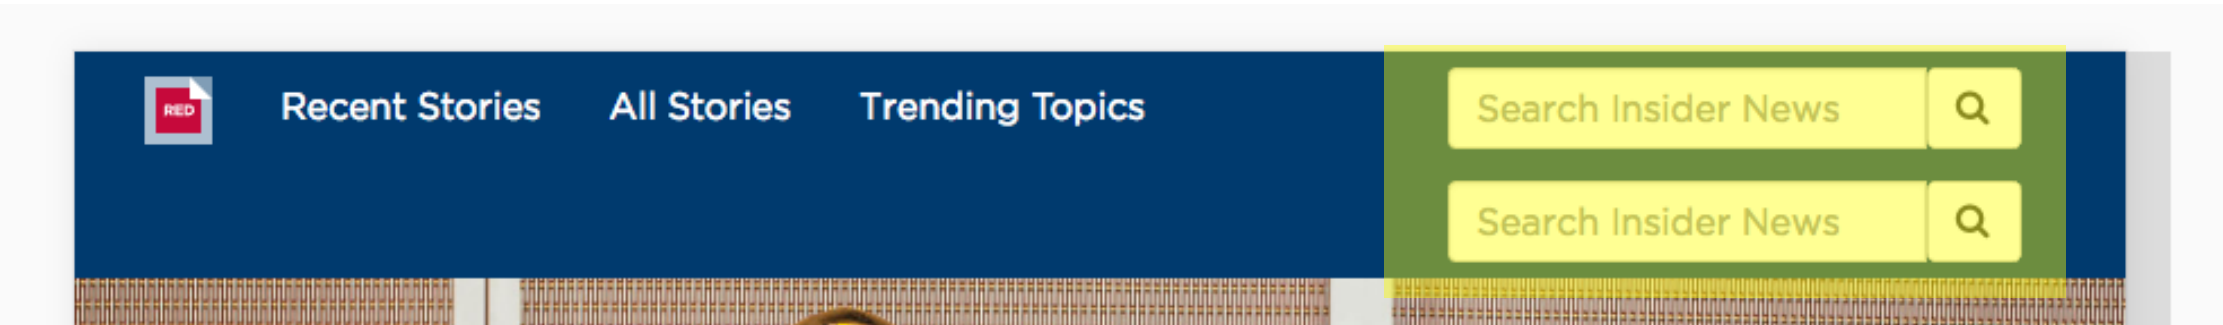 RED Recent Stories All Stories Trending Topics Search Insider News
Search Insider News